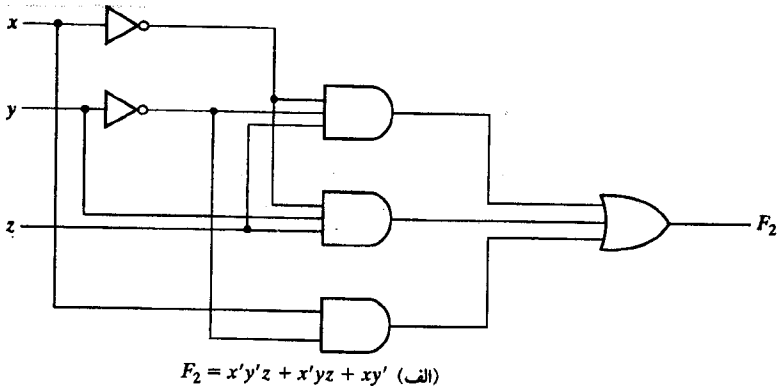 x
y
z
F₂
F₂ = x'y'z + x'yz + xy' (الف)